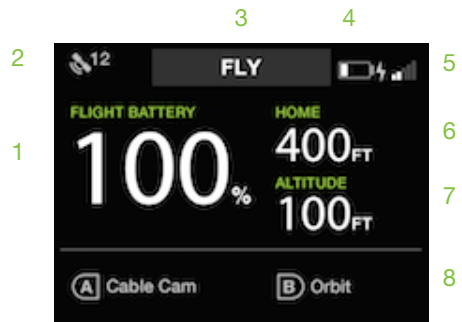 3 4
2 12 FLY 5
FLIGHT BATTERY HOME
1 100% 400FT 6
ALTITUDE
100FT 7
A Cable Cam B Orbit 8